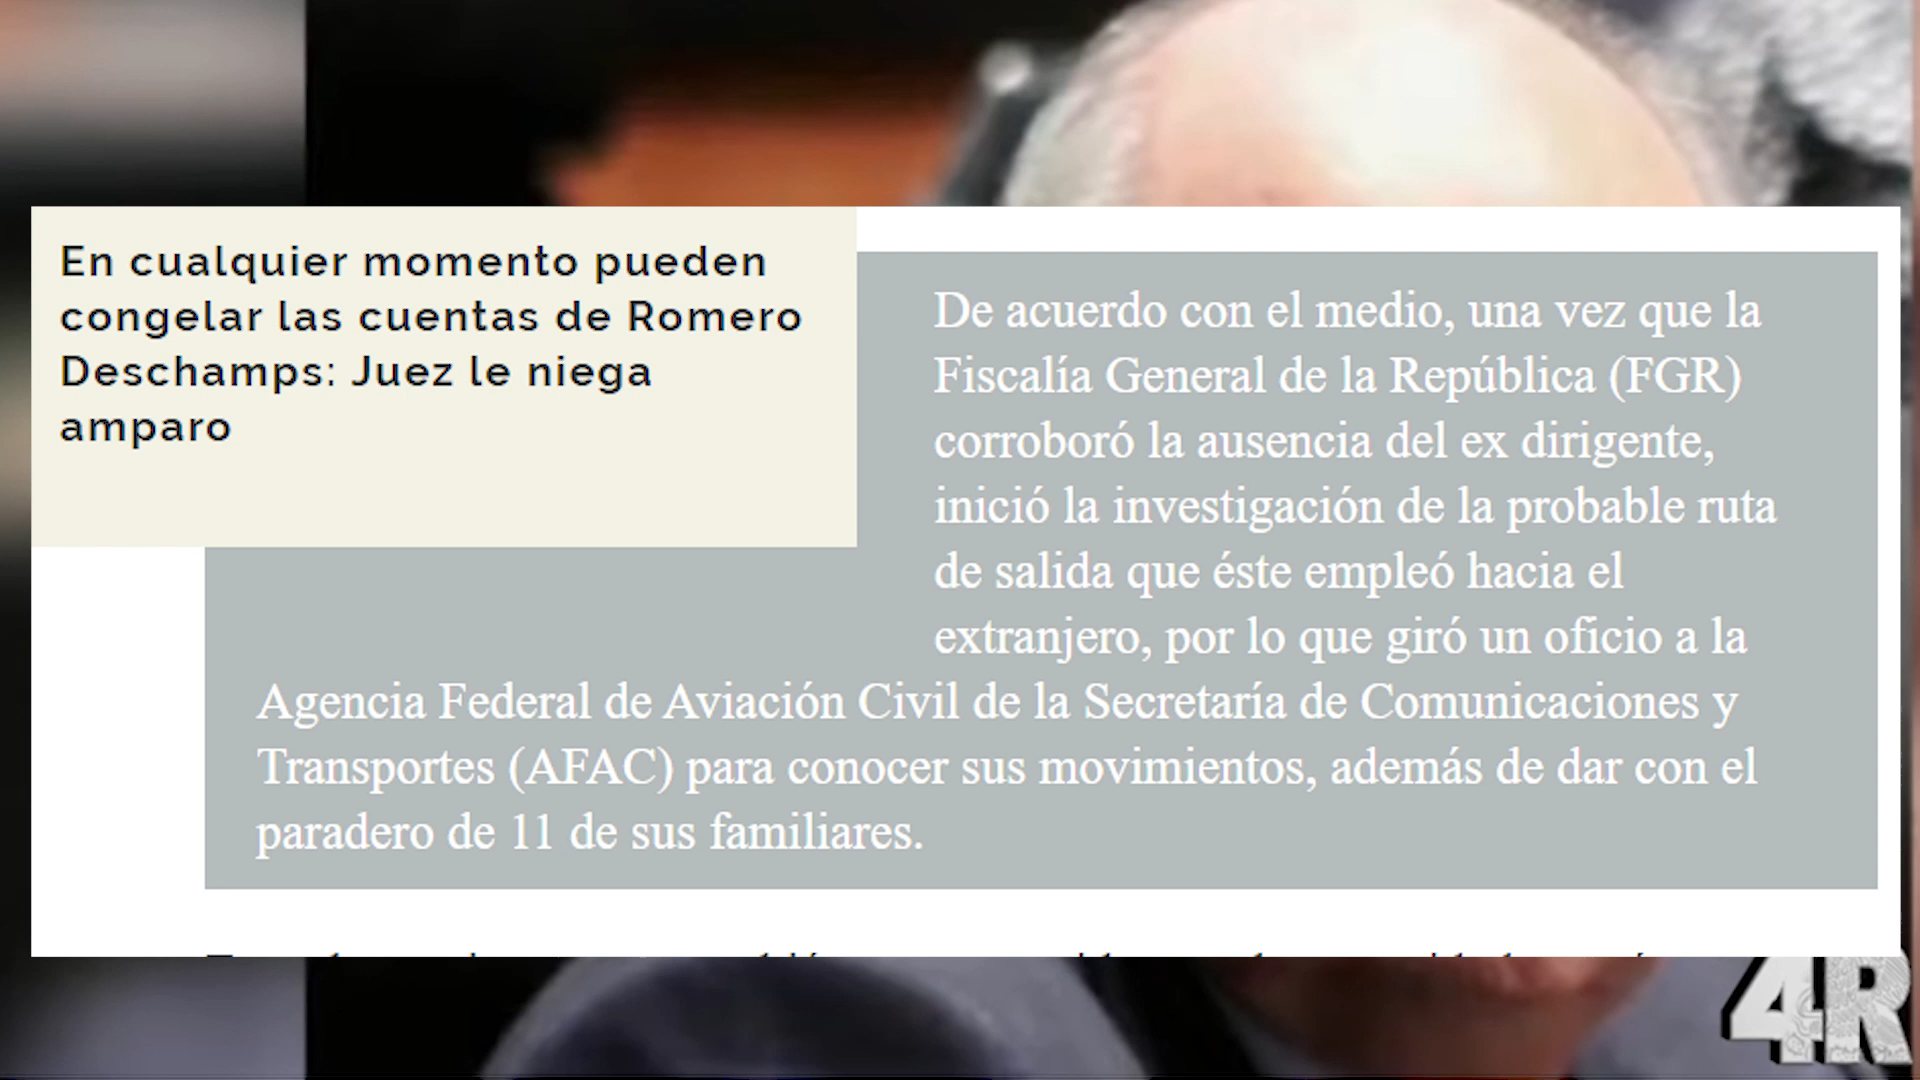 En cualquier momento pueden
congelar las cuentas de Romero
Deschamps: Juez le niega
amparo
De acuerdo con el medio, una vez que la
Fiscalía General de la República (FGR)
corroboró la ausencia del ex dirigente,
inició la investigación de la probable ruta
de salida que éste empleó hacia el
extranjero, por lo que giró un oficio a la
Agencia Federal de Aviación Civil de la Secretaría de Comunicaciones y
Transportes (AFAC) para conocer sus movimientos, además de dar con el
paradero de 11 de sus familiares.
4R